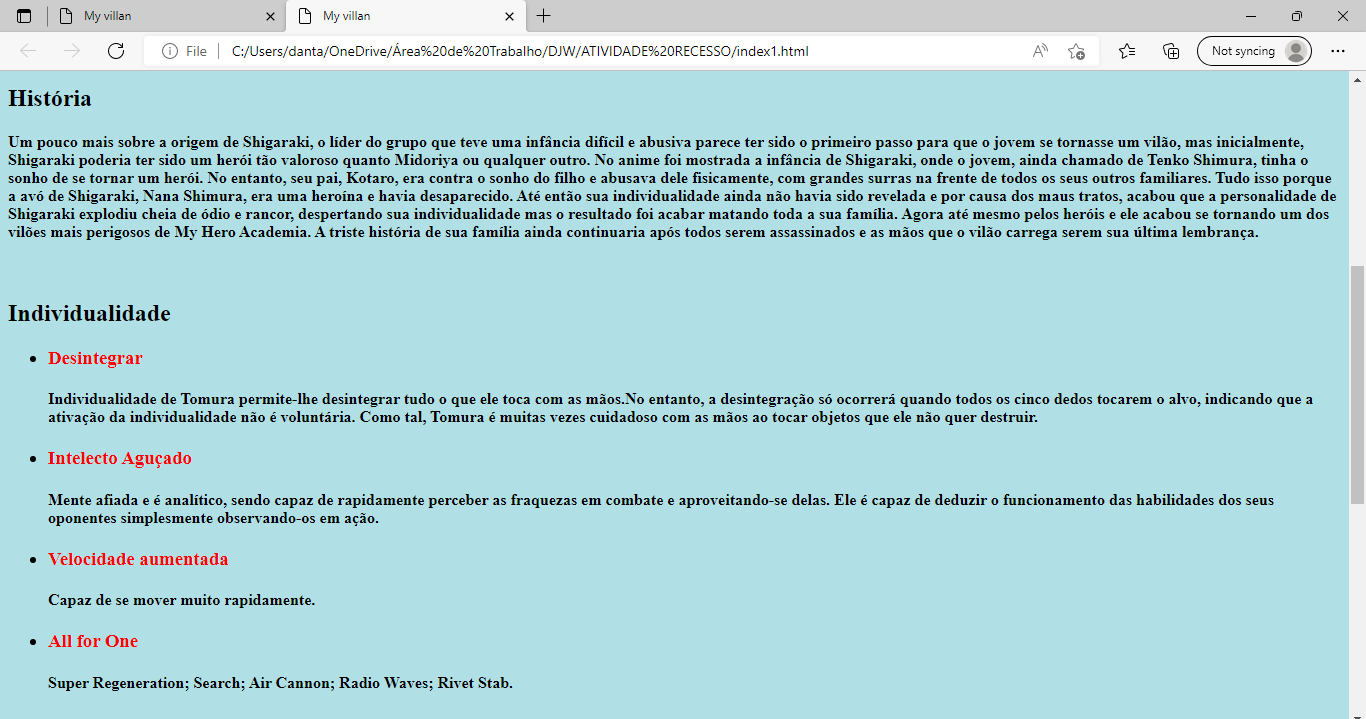 My villan
My villan
File
C:/Users/danta/OneDrive/Área%20de%20Trabalho/DJW/ATIVIDADE%20RECESSO/index1.html
Not syncing
História
Um pouco mais sobre a origem de Shigaraki, o líder do grupo que teve uma infância difícil e abusiva parece ter sido o primeiro passo para que o jovem se tornasse um vilão, mas inicialmente,
Shigaraki poderia ter sido um herói tão valoroso quanto Midoriya ou qualquer outro. No anime foi mostrada a infância de Shigaraki, onde o jovem, ainda chamado de Tenko Shimura, tinha o
sonho de se tornar um herói. No entanto, seu pai, Kotaro, era contra o sonho do filho e abusava dele fisicamente, com grandes surras na frente de todos os seus outros familiares. Tudo isso porque
a avó de Shigaraki, Nana Shimura, era uma heroína e havia desaparecido. Até então sua individualidade ainda não havia sido revelada e por causa dos maus tratos, acabou que a personalidade de
Shigaraki explodiu cheia de ódio e rancor, despertando sua individualidade mas o resultado foi acabar matando toda a sua família. Agora até mesmo pelos heróis e ele acabou se tornando um dos
vilões mais perigosos de My Hero Academia. A triste história de sua família ainda continuaria após todos serem assassinados e as mãos que o vilão carrega serem sua última lembrança.
Individualidade
Desintegrar
Individualidade de Tomura permite-lhe desintegrar tudo o que ele toca com as mãos.No entanto, a desintegração só ocorrerá quando todos os cinco dedos tocarem o alvo, indicando que a
ativação da individualidade não é voluntária. Como tal, Tomura é muitas vezes cuidadoso com as mãos ao tocar objetos que ele não quer destruir.
Intelecto Aguçado
Mente afiada e é analítico, sendo capaz de rapidamente perceber as fraquezas em combate e aproveitando-se delas. Ele é capaz de deduzir o funcionamento das habilidades dos seus
oponentes simplesmente observando-os em ação.
Velocidade aumentada
Capaz de se mover muito rapidamente.
All for One
Super Regeneration; Search; Air Cannon; Radio Waves; Rivet Stab.